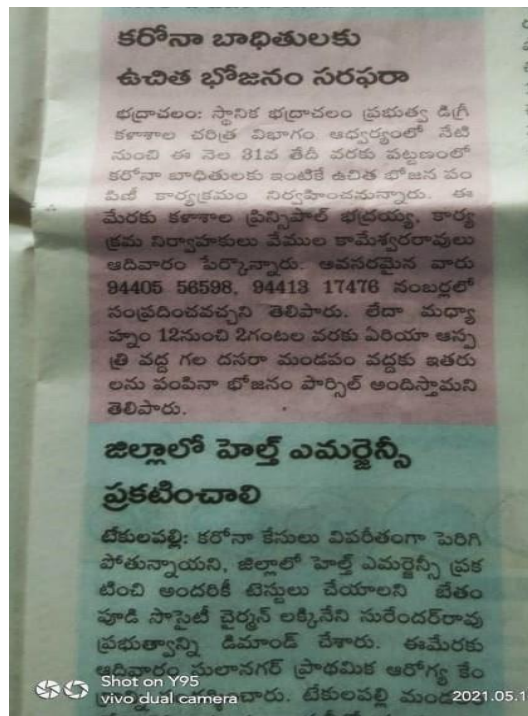 కరోనా బాధితులకు
ఉచిత భోజనం సరఫరా
భద్రాచలం: స్థానిక భద్రాచలం ప్రభుత్వ డిగ్రీ
కళాశాల చరిత్ర విభాగం ఆధ్వర్యంలో నేటి
నుంచి ఈ నెల 31వ తేదీ వరకు పట్టణంలో
కరోనా బాధితులకు ఇంటికే ఉచిత భోజన పం
పిణీ కార్యక్రమం నిర్వహించనున్నారు. ఈ
మేరకు కళాశాల ప్రిన్సిపాల్ భద్రయ్య, కార్య
క్రమ నిర్వాహకులు వేముల కామేశ్వరరావులు
ఆదివారం పేర్కొన్నారు. అవసరమైన వారు
94405 56598, 94413 17476 నంబర్లలో
సంప్రదించవచ్చని తెలిపారు. లేదా మధ్యా
హ్నం 12నుంచి 2గంటల వరకు ఏరియా ఆస్ప
త్రి వద్ద గల దసరా మండపం వద్దకు ఇతరు
లను పంపినా భోజనం పార్సిల్ అందిస్తామని
తెలిపారు.
జిల్లాలో హెల్త్ ఎమర్జెన్సీ
ప్రకటించాలి
టేకులపల్లి: కరోనా కేసులు విపరీతంగా పెరిగి
పోతున్నాయని, జిల్లాలో హెల్త్ ఎమర్జెన్సీ ప్రక
టించి అందరికీ టెస్టులు చేయాలని బేతం
పూడి సొసైటీ చైర్మన్ లక్కినేని సురేందర్‌రావు
ప్రభుత్వాన్ని డిమాండ్ చేశారు. ఈమేరకు
ఆదివారం సులానగర్ ప్రాథమిక ఆరోగ్య కేం
టేకులపల్లి
Shot on Y95
vivo dual camera
2021.05.1